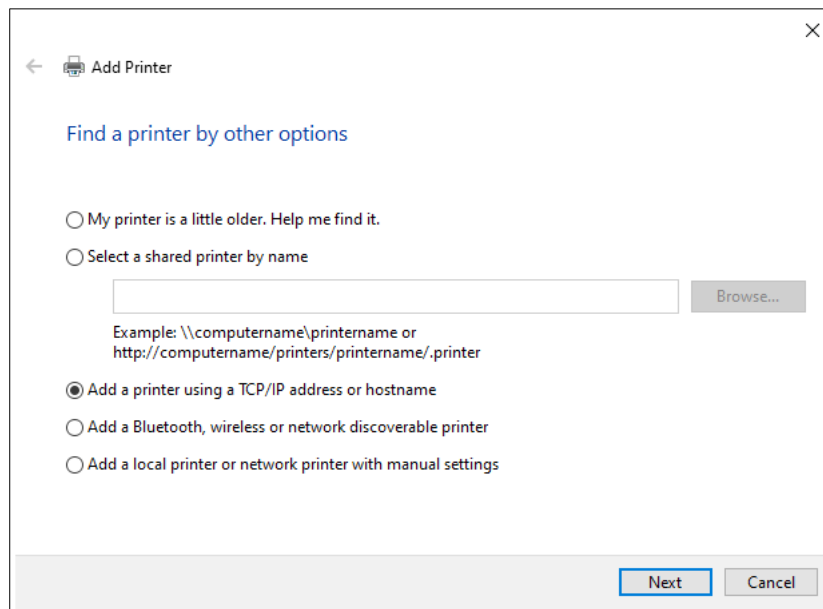 Add Printer
Find a printer by other options
My printer is a little older. Help me find it.
Select a shared printer by name
Browse...
Example: \\computername\printername or
http://computername/printers/printername/.printer
Add a printer using a TCP/IP address or hostname
Add a Bluetooth, wireless or network discoverable printer
Add a local printer or network printer with manual settings
Next Cancel